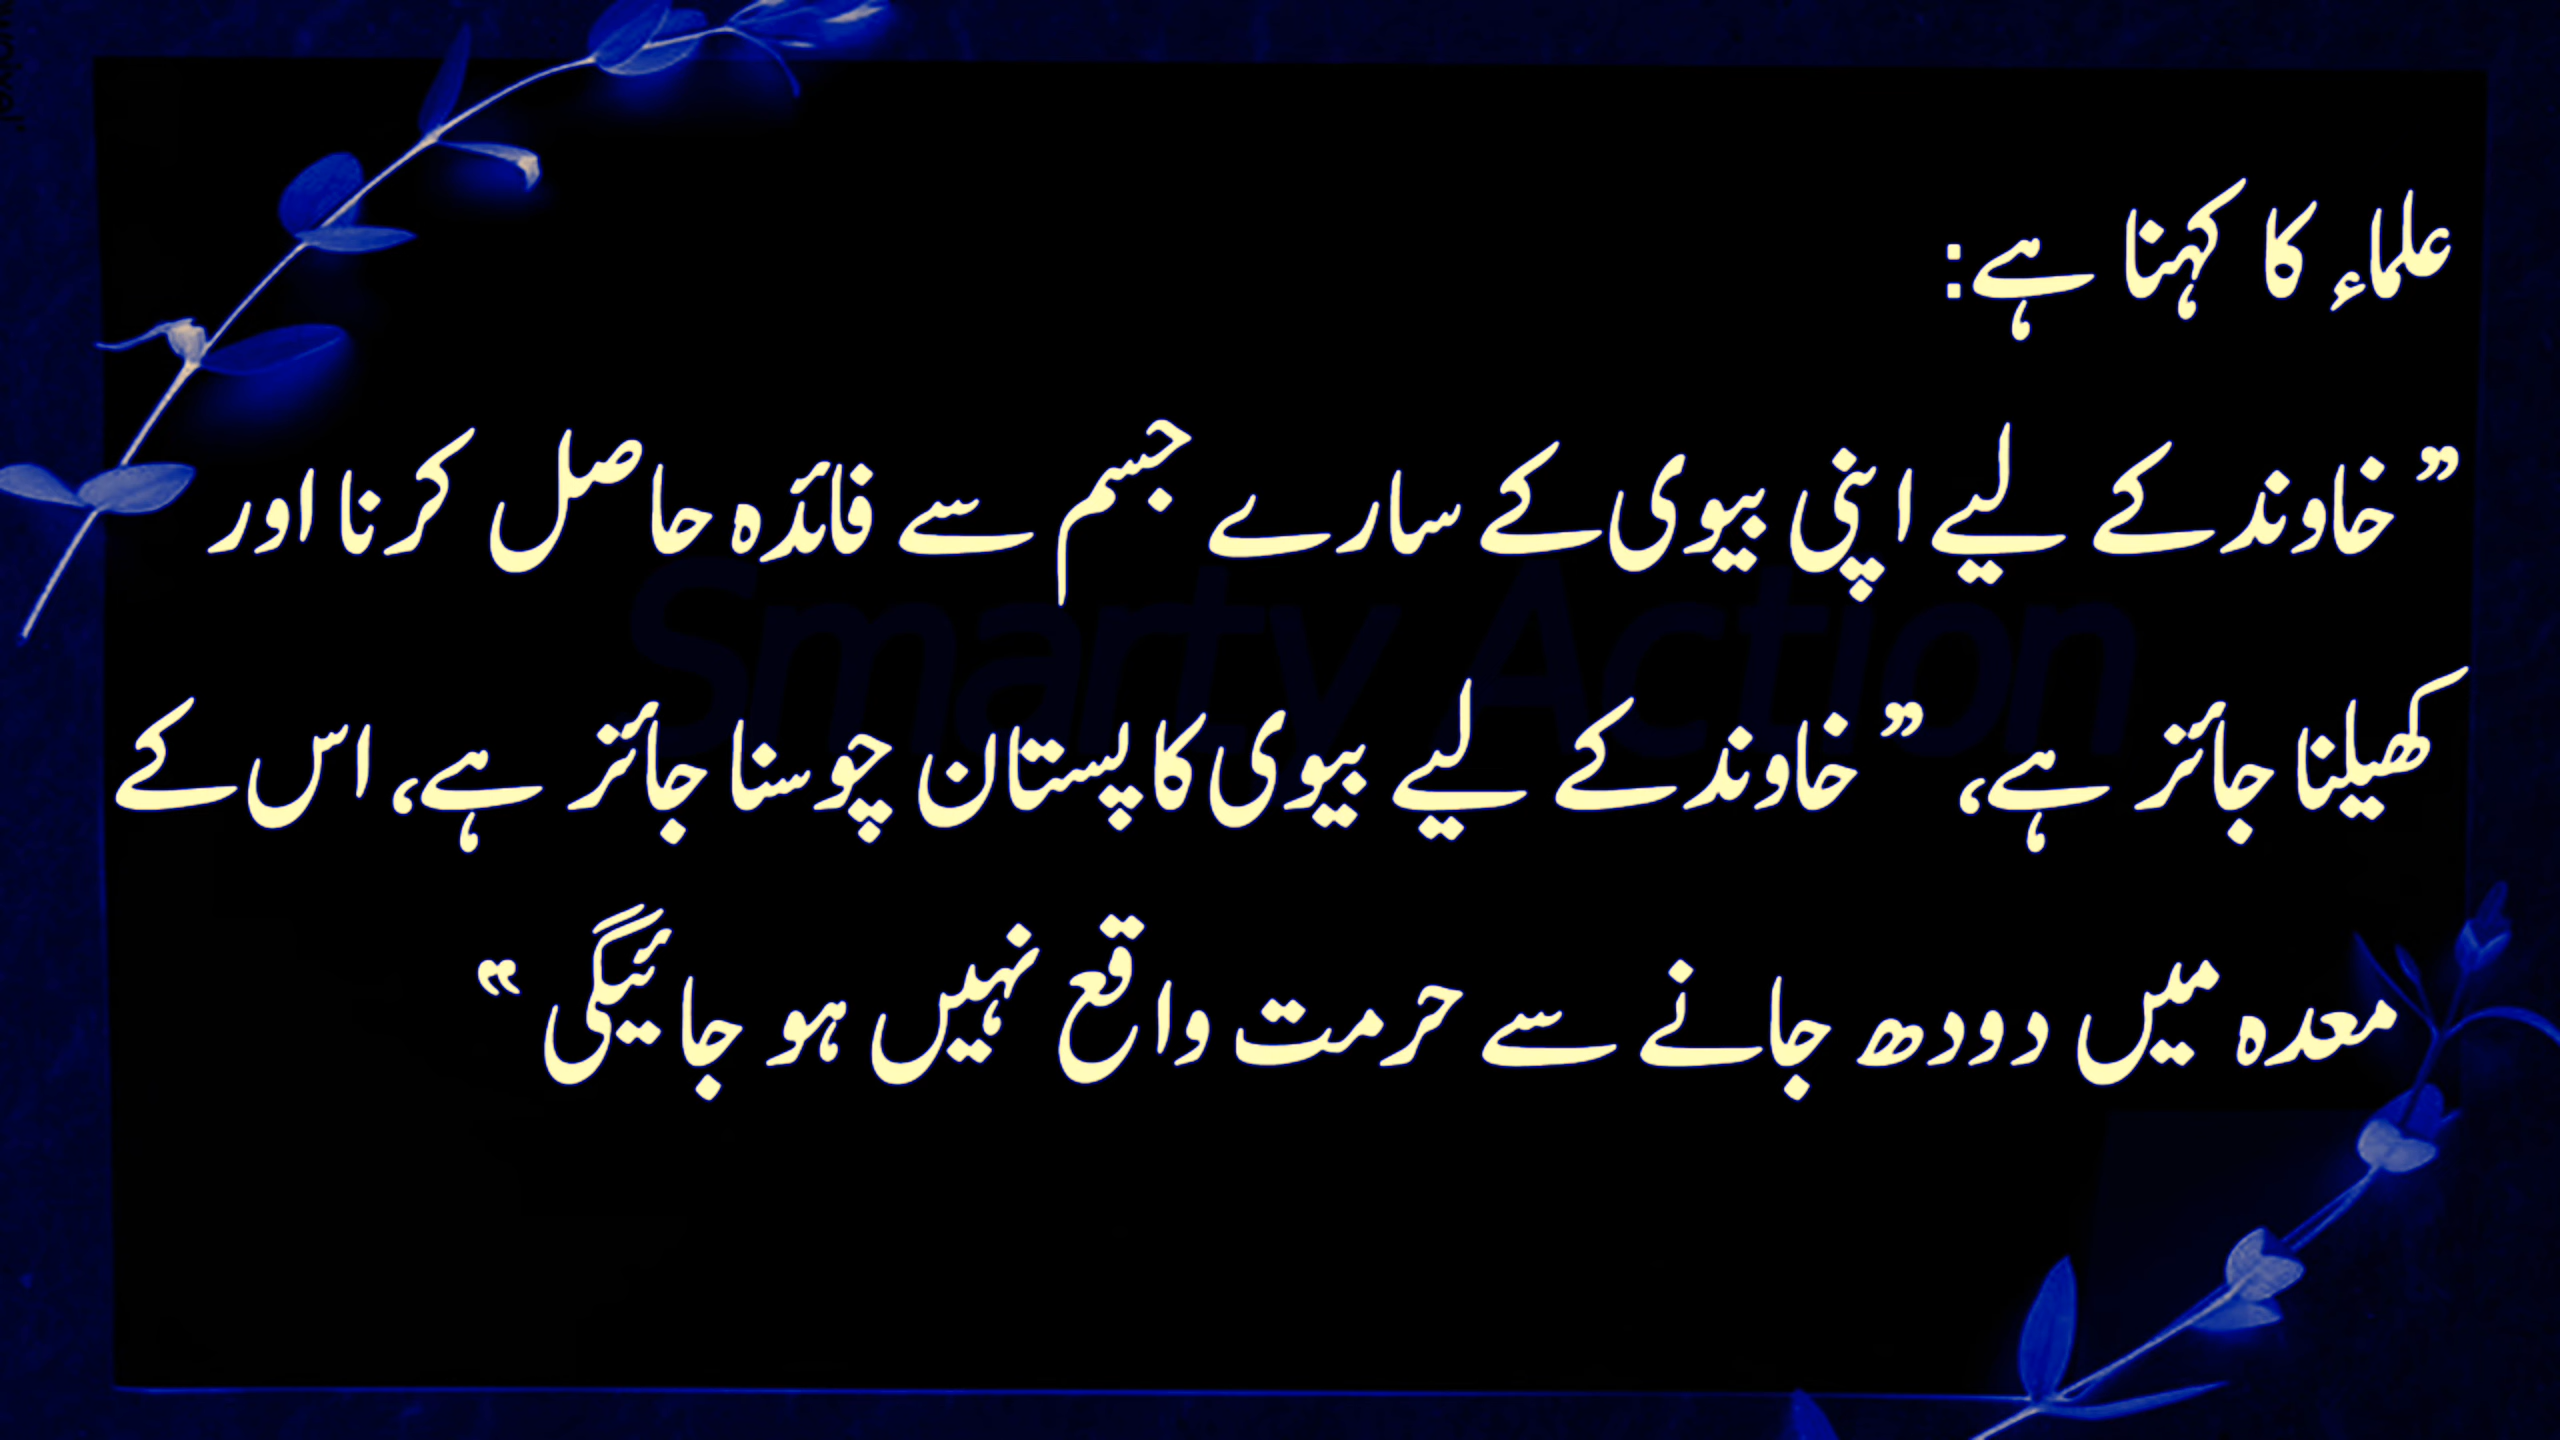 علماء کا کہنا ہے:
”خاوند کے لیے اپنی بیوی کے سارے جسم سے فائدہ حاصل کرنا اور
کھیلنا جائز ہے، ”خاوند کے لیے بیوی کا پستان چوسنا جائز ہے، اس کے
Smarty Action
معدہ میں دودھ جانے سے حرمت واقع نہیں ہو جائیگی“